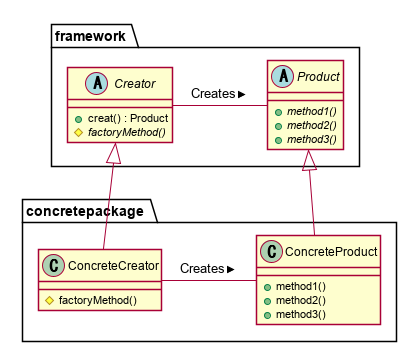 framework
A Creator
creat() : Product
factoryMethod()
Creates
A Product
method1()
method2()
method3()
concretepackage
C ConcreteCreator
factoryMethod()
Creates
C ConcreteProduct
method1()
method2()
method3()